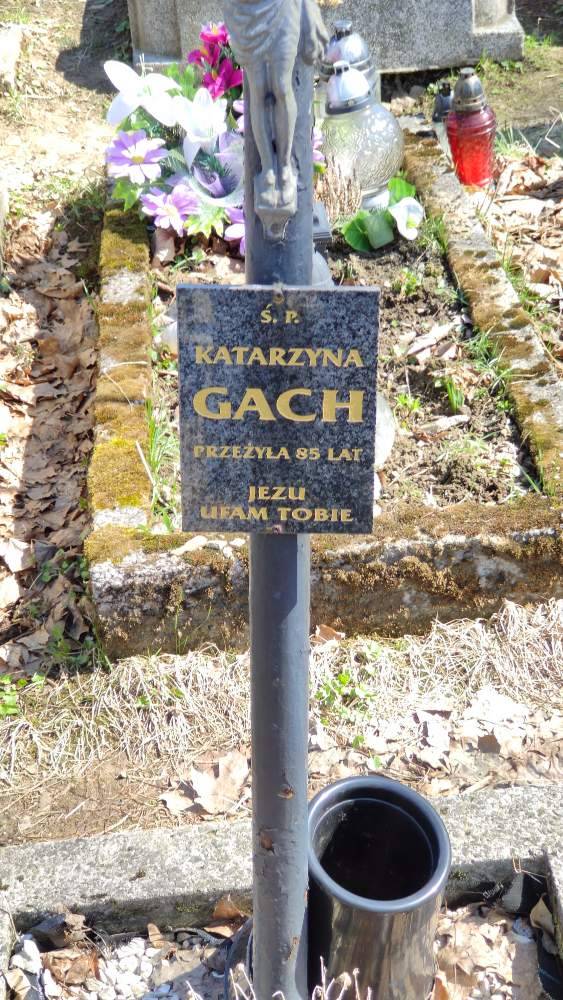 Ś. P.
KATARZYNA
GACH
PRZEŻYŁA 85 LAT
JEZU
UFAM TOBIE